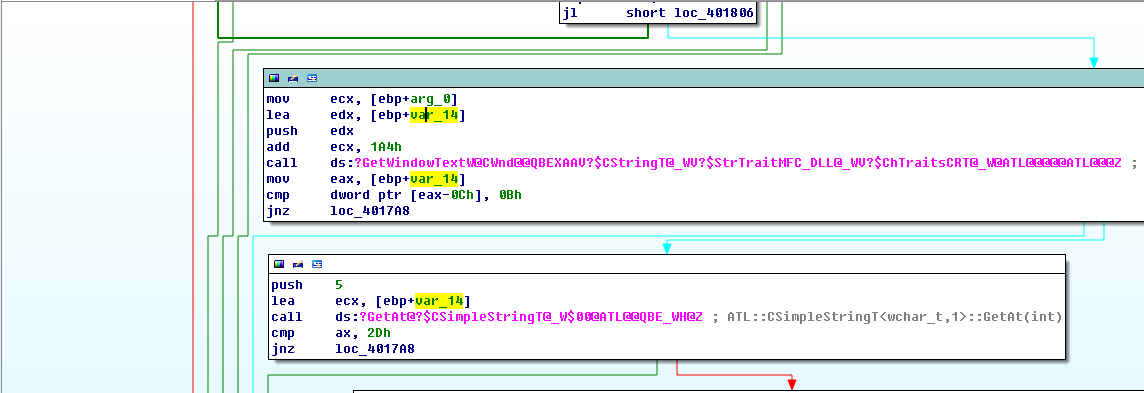 jl short loc_401806
mov ecx, [ebp+arg_0]
lea edx, [ebp+var_14]
push edx
add ecx, 1A4h
call ds:?GetWindowTextW@CWnd@@QBEXAAV?$CStringT@_WV?$StrTraitMFC_DLL@_WV?$ChTraitsCRT@_W@ATL@@@@@ATL@@@Z ;
mov eax, [ebp+var_14]
cmp dword ptr [eax-0Ch], 0Bh
jnz loc_4017A8
push 5
lea ecx, [ebp+var_14]
call ds:?GetAt@?$CSimpleStringT@_W$00@ATL@@QBE_WH@Z ; ATL::CSimpleStringT<wchar_t,1>::GetAt(int)
cmp ax, 2Dh
jnz loc_4017A8